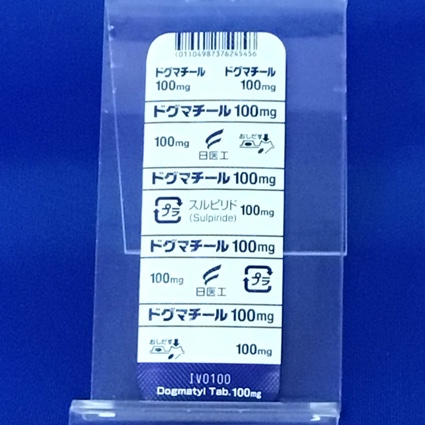 (01)04987376245456
ドグマチール ドグマチール
100mg 100mg
ドグマチール 100mg
100mg 日医工 おしだす
ドグマチール 100mg
プラ スルピリド (Sulpiride) 100mg
ドグマチール 100mg
100mg 日医工 プラ
ドグマチール 100mg
おしだす 100mg
IV0100
Dogmatyl Tab.100mg